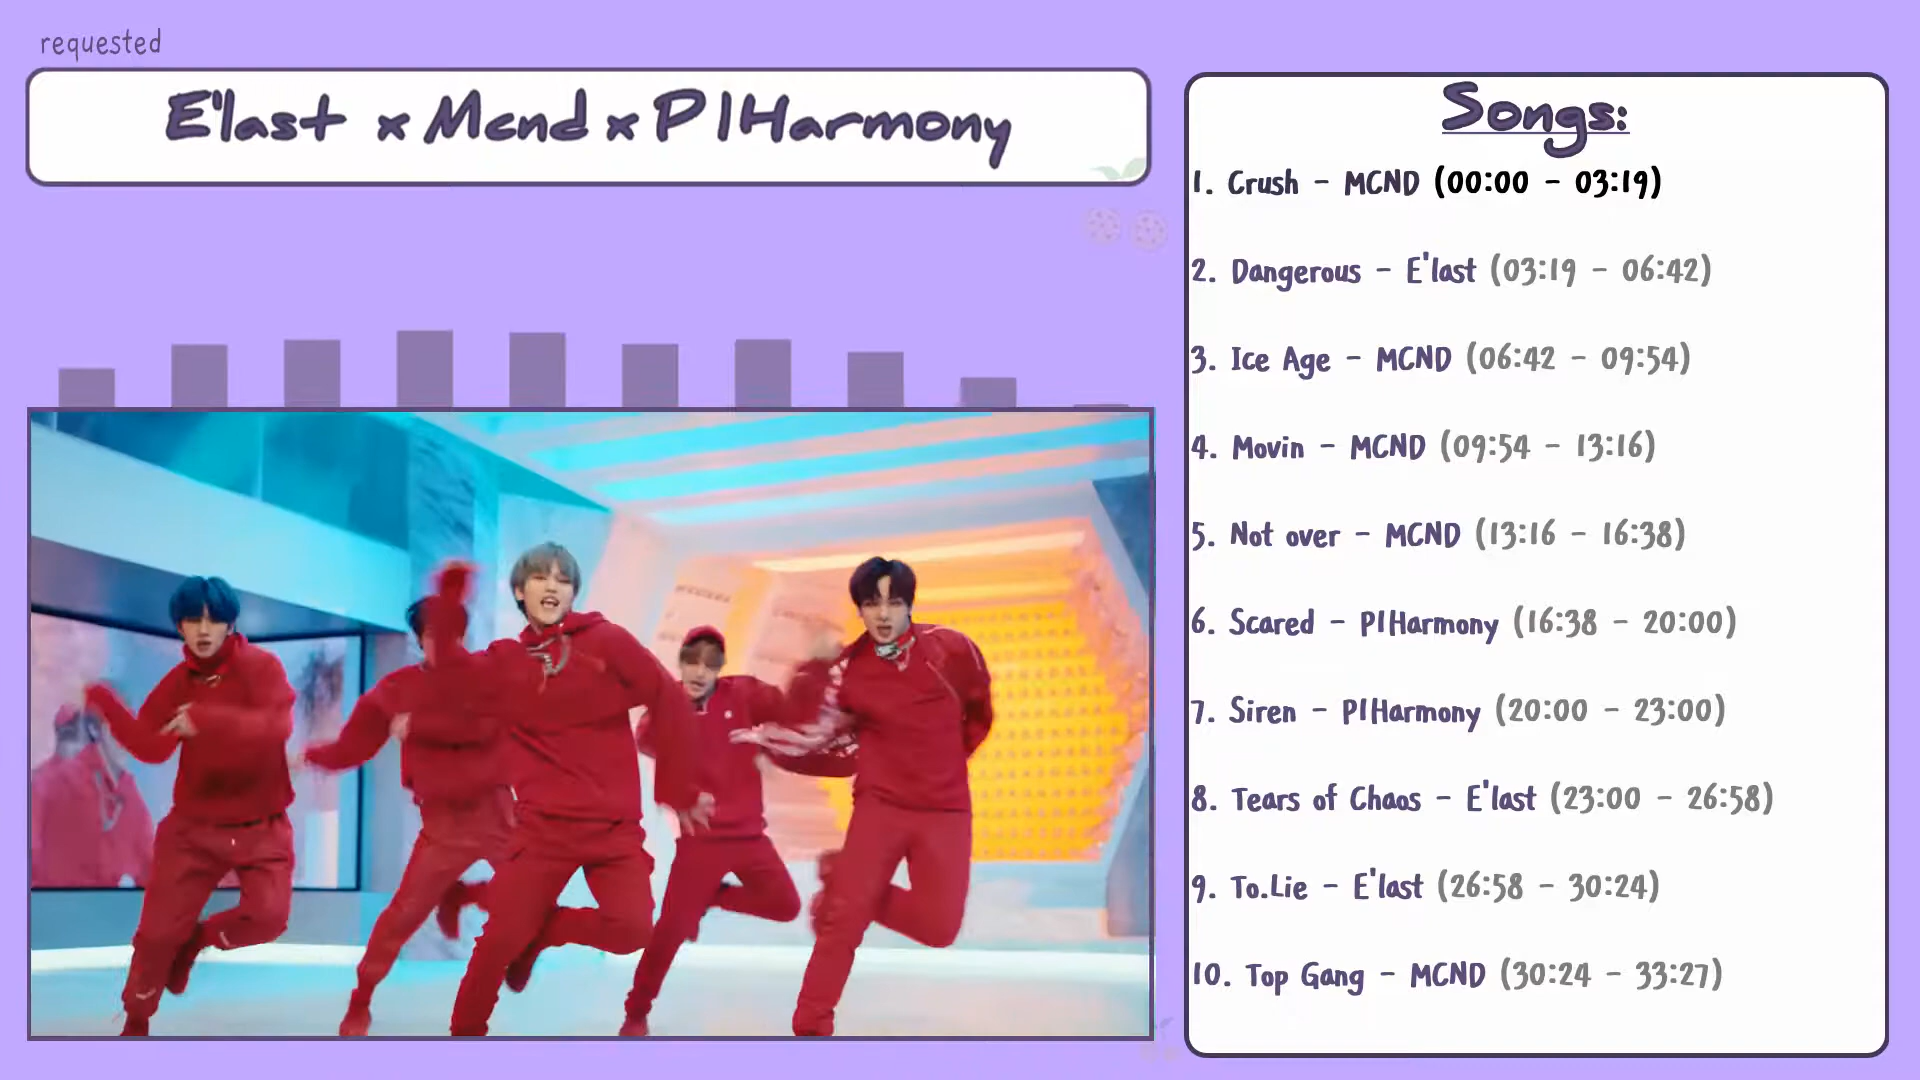 requested
E'last x Mcnd x P1Harmony
Songs:
1. Crush - MCND (00:00 - 03:19)
2. Dangerous - E'last (03:19 - 06:42)
3. Ice Age - MCND (06:42 - 09:54)
4. Movin - MCND (09:54 - 13:16)
5. Not over - MCND (13:16 - 16:38)
6. Scared - P1Harmony (16:38 - 20:00)
7. Siren - P1Harmony (20:00 - 23:00)
8. Tears of Chaos - E'last (23:00 - 26:58)
9. To.Lie - E'last (26:58 - 30:24)
10. Top Gang - MCND (30:24 - 33:27)